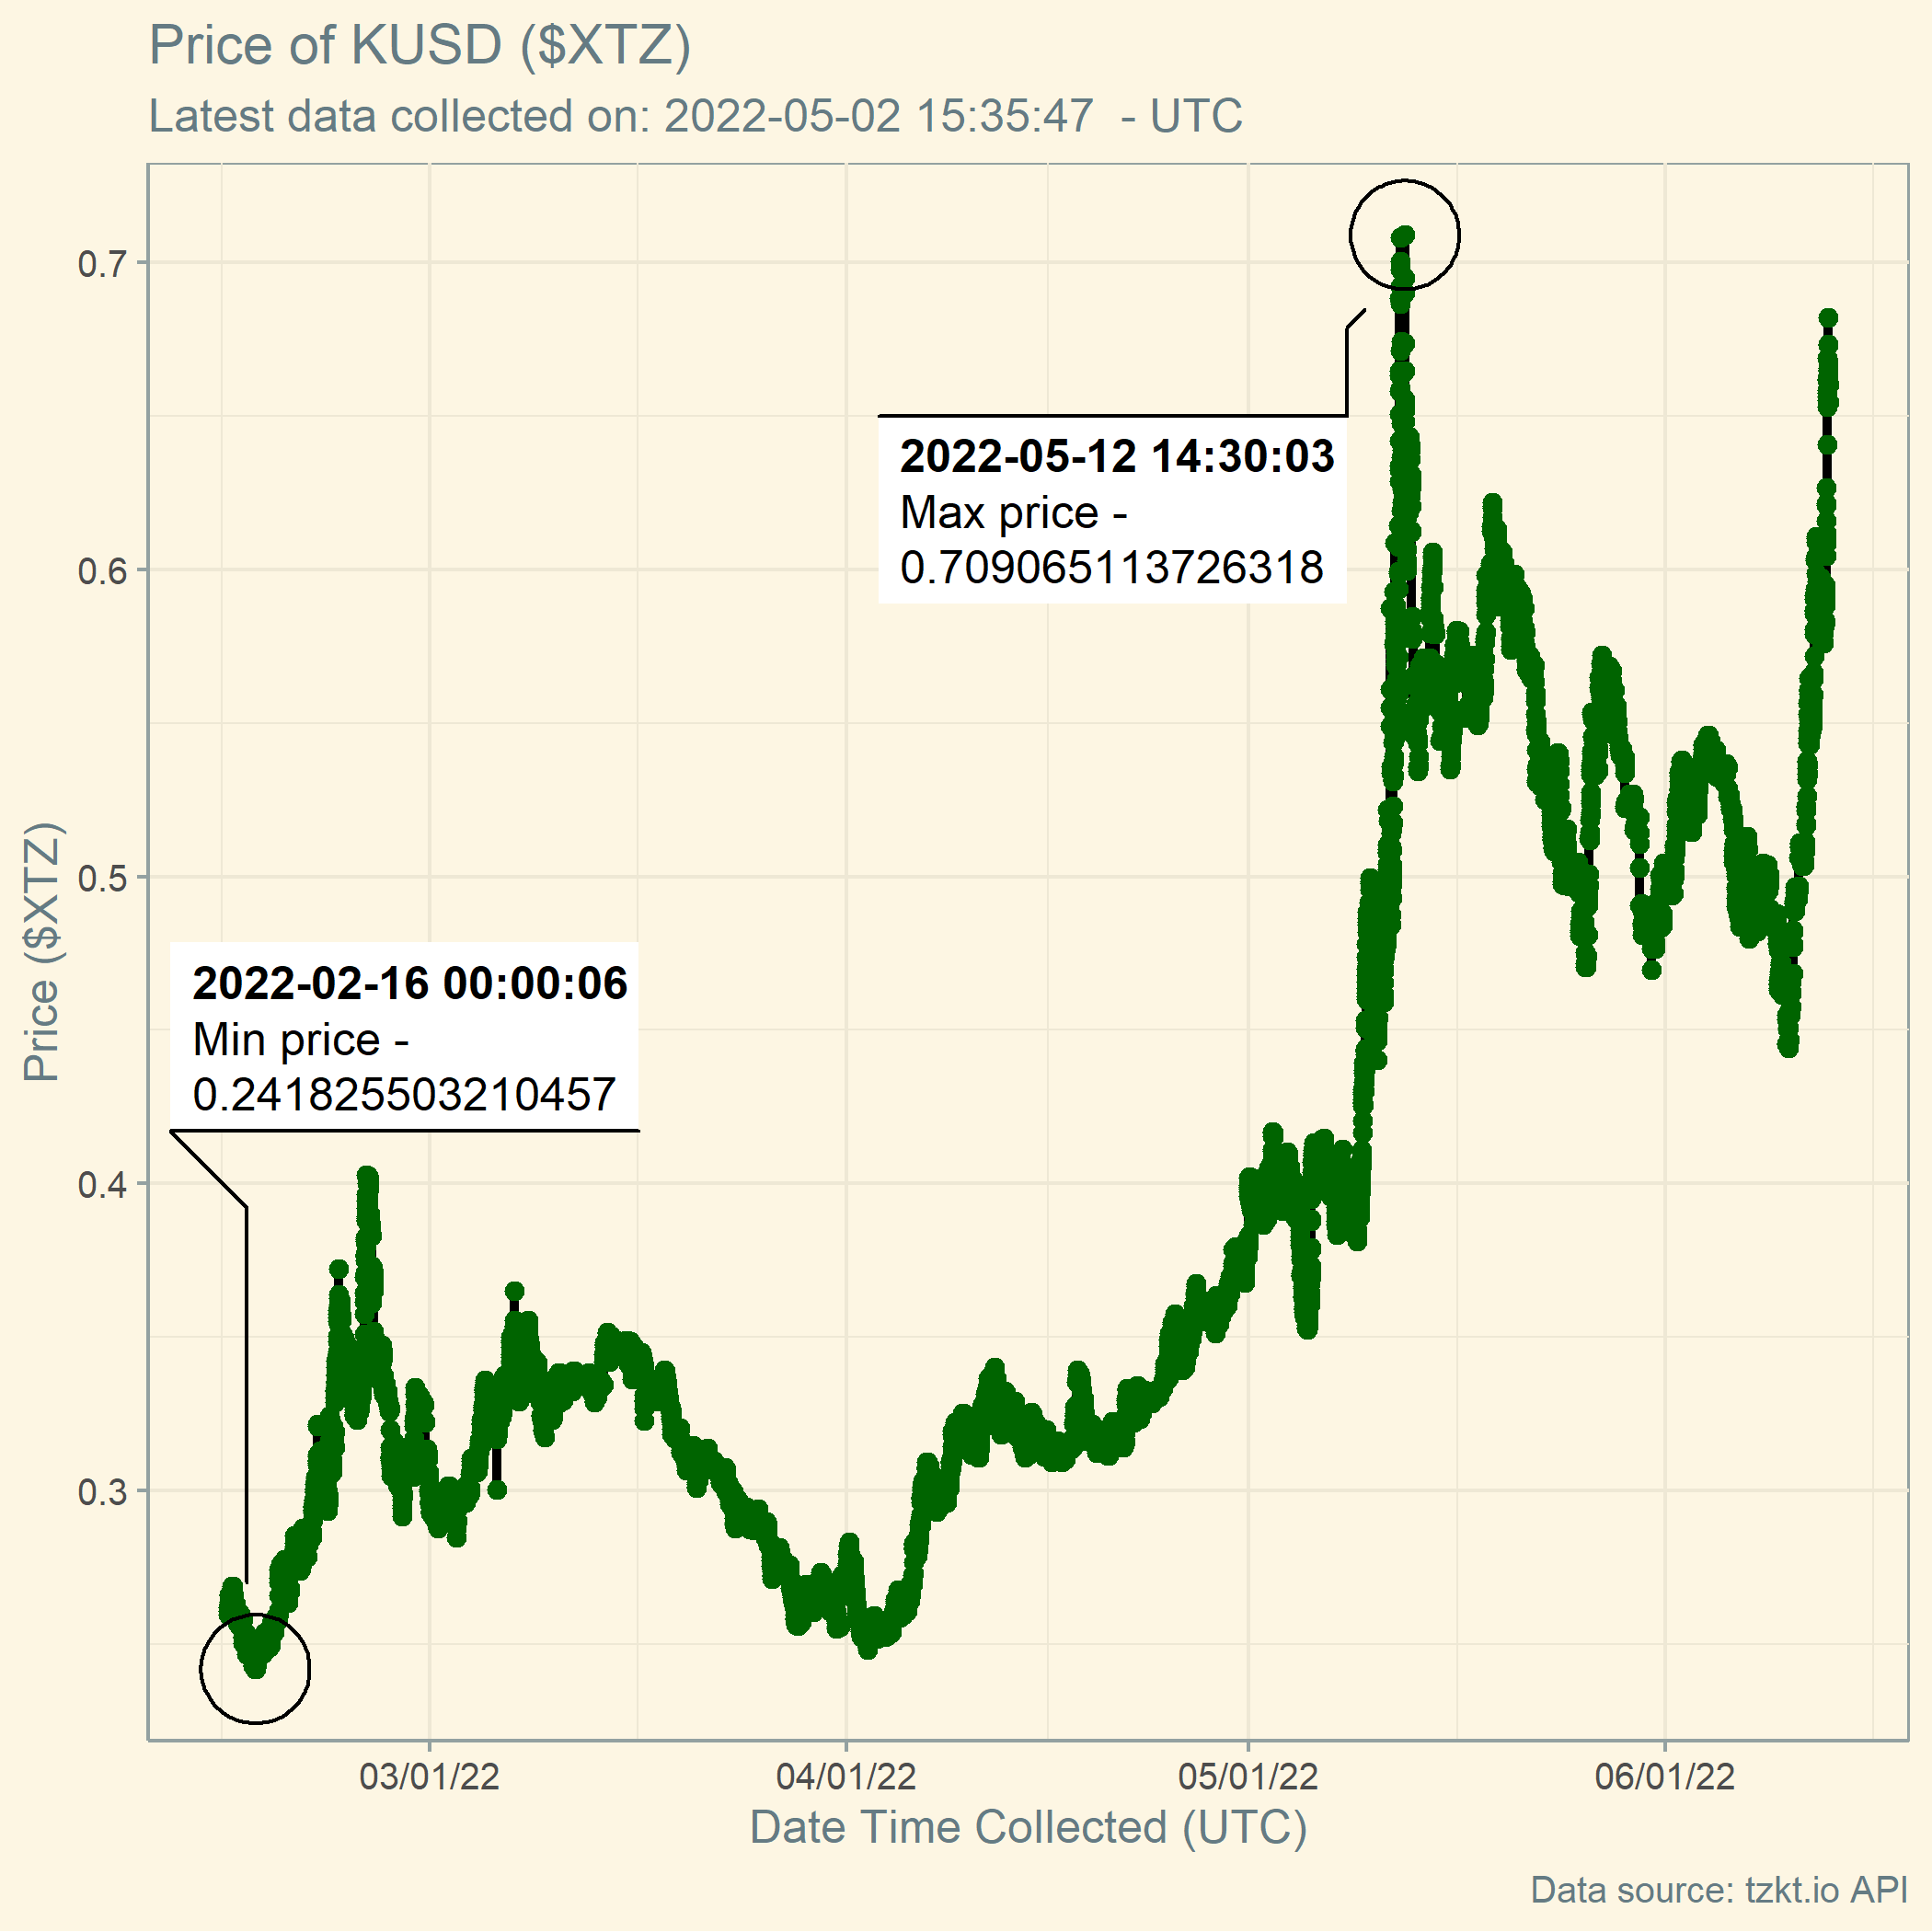 Price of KUSD ($XTZ)
Latest data collected on: 2022-05-02 15:35:47  - UTC
0.7
0.6
0.5
0.4
0.3
Price ($XTZ)
2022-05-12 14:30:03
Max price -
0.709065113726318
2022-02-16 00:00:06
Min price -
0.241825503210457
03/01/22
04/01/22
05/01/22
06/01/22
Date Time Collected (UTC)
Data source: tzkt.io API